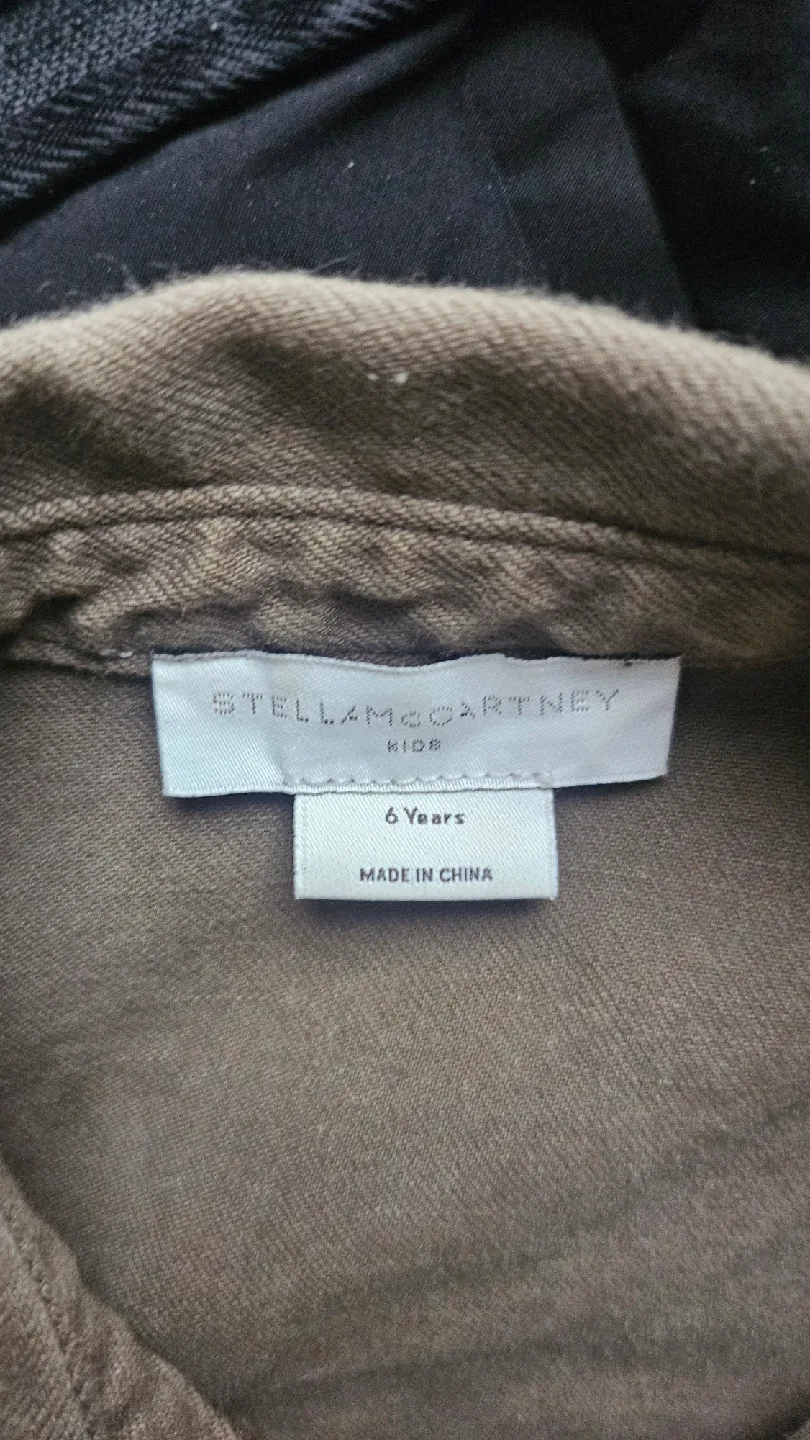 STELLA McCARTNEY
KIDS
6 Years
MADE IN CHINA